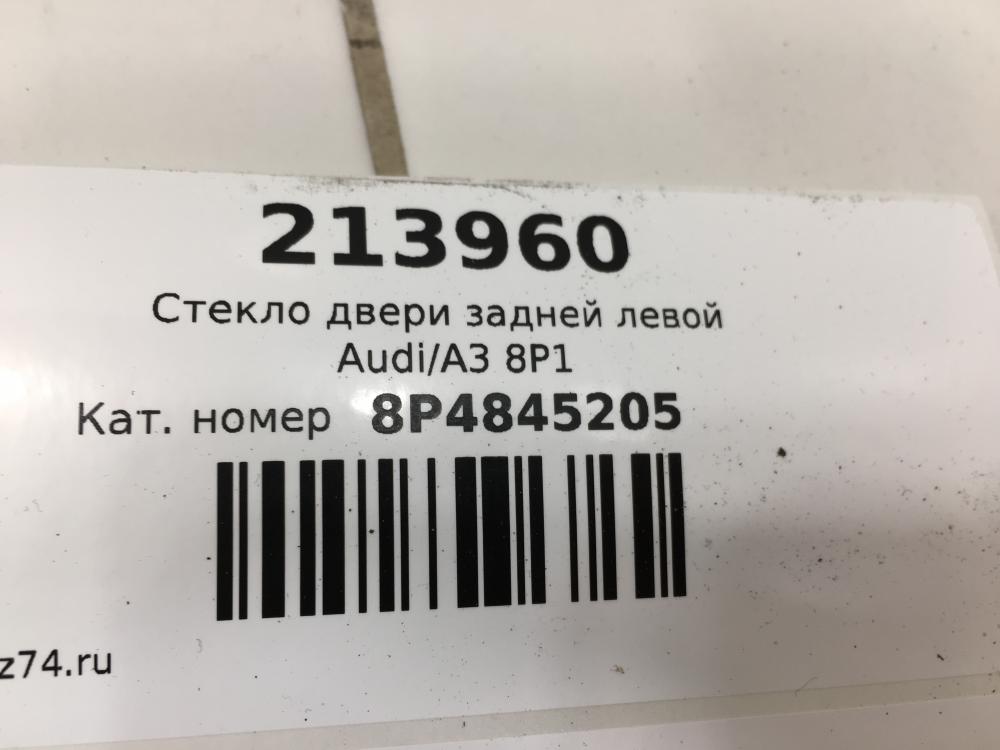 213960
Стекло двери задней левой
Audi/A3 8P1
Кат. номер 8P4845205
z74.ru